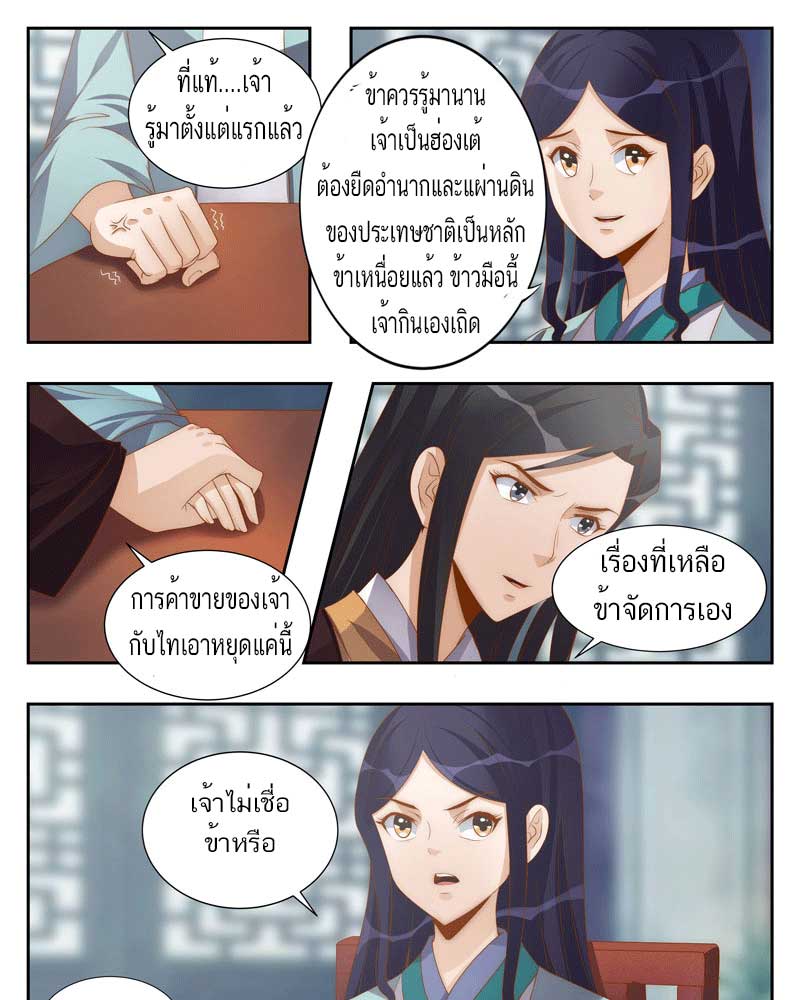 ที่แท้....เจ้า
รู้มาตั้งแต่แรกแล้ว
ข้าควรรู้มานาน
เจ้าเป็นฮ่องเต้
ต้องยืดอำนากและแผ่านดิน
ของประเทษชาติเป็นหลัก
ข้าเหนื่อยแล้ว ข้าวมือนี้
เจ้ากินเองเถิด
การค้าขายของเจ้า
กับไทเอาหยุดแค่นี้
เรื่องที่เหลือ
ข้าจัดการเอง
เจ้าไม่เชื่อ
ข้าหรือ